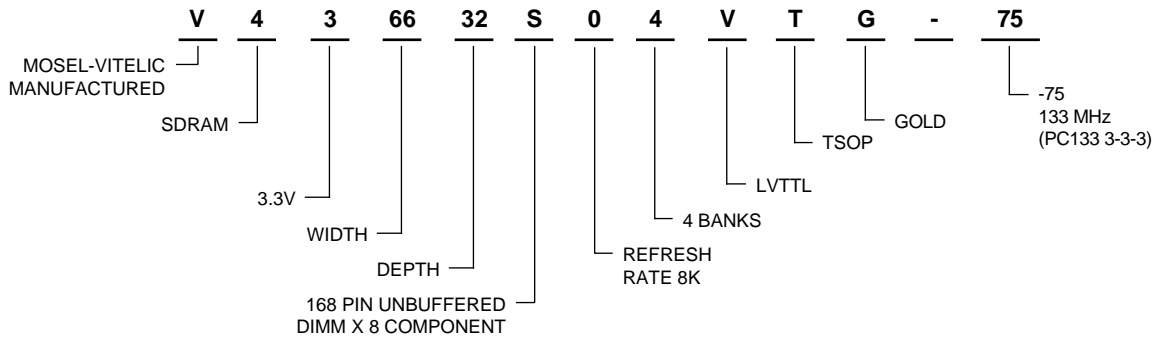 V 4 3 66 32 S 0 4 V T G - 75
MOSEL-VITELIC
MANUFACTURED
SDRAM
3.3V
WIDTH
DEPTH
168 PIN UNBUFFERED
DIMM X 8 COMPONENT
REFRESH
RATE 8K
4 BANKS
LVTTL
TSOP
GOLD
-75
133 MHz
(PC133 3-3-3)